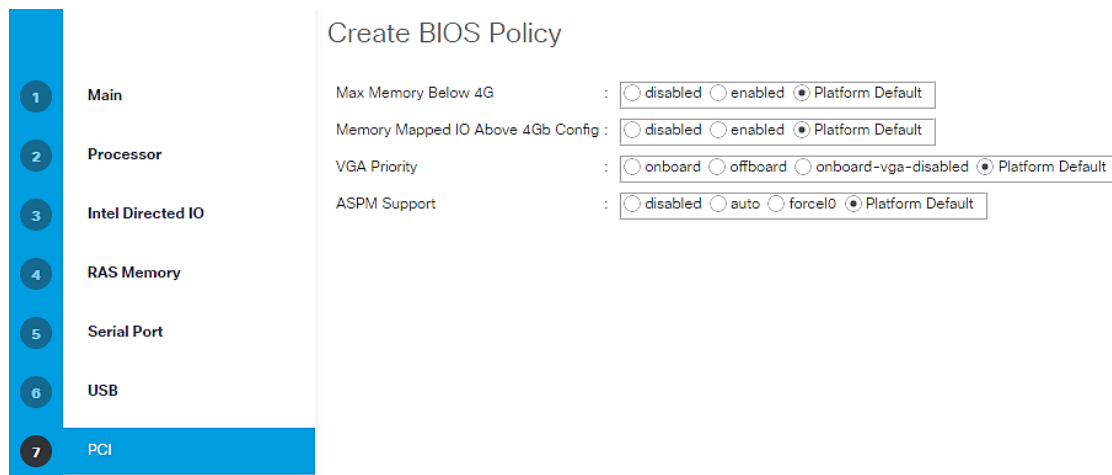 Create BIOS Policy
1 Main
2 Processor
3 Intel Directed IO
4 RAS Memory
5 Serial Port
6 USB
7 PCI
Max Memory Below 4G : disabled enabled Platform Default
Memory Mapped IO Above 4Gb Config : disabled enabled Platform Default
VGA Priority : onboard offboard onboard-vga-disabled Platform Default
ASPM Support : disabled auto forcel0 Platform Default